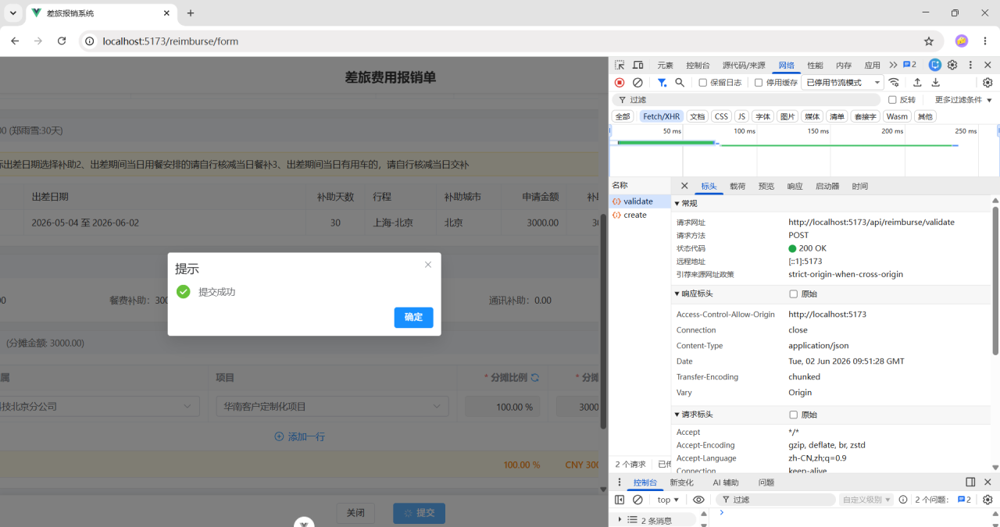 差旅报销系统
localhost:5173/reimburse/form
差旅费用报销单
00 (郑雨雪:30天)
际出差日期选择补助2、出差期间当日用餐安排的请自行核减当日餐补3、出差期间当日有用车的，请自行核减当日交补
出差日期 补助天数 行程 补助城市 申请金额 补
2026-05-04 至 2026-06-02 30 上海-北京 北京 3000.00 30
00 餐费补助: 300 通讯补助: 0.00
提示
提交成功
确定
(分摊金额: 3000.00)
属 项目 * 分摊比例 * 分摊
科技北京分公司 华南客户定制化项目 100.00 % 3000
添加一行
100.00 % CNY 300
关闭 提交
元素 控制台 源代码/来源 网络 性能 内存 应用 2
保留日志 停用缓存 已停用节流模式
过滤 反转 更多过滤条件
全部 Fetch/XHR 文档 CSS JS 字体 图片 媒体 清单 套接字 Wasm 其他
50 ms 100 ms 150 ms 200 ms 250 ms
名称 标头 载荷 预览 响应 启动器 时间
validate
create
常规
请求网址 http://localhost:5173/api/reimburse/validate
请求方法 POST
状态代码 200 OK
远程地址 [::1]:5173
引荐来源网址政策 strict-origin-when-cross-origin
响应标头 原始
Access-Control-Allow-Origin http://localhost:5173
Connection close
Content-Type application/json
Date Tue, 02 Jun 2026 09:51:28 GMT
Transfer-Encoding chunked
Vary Origin
请求标头 原始
Accept */*
Accept-Encoding gzip, deflate, br, zstd
Accept-Language zh-CN,zh;q=0.9
Connection keep-alive
2 个请求 已传
控制台 新变化 AI 辅助 问题
top 过滤 自定义级别 2 个问题: 2
2 条消息